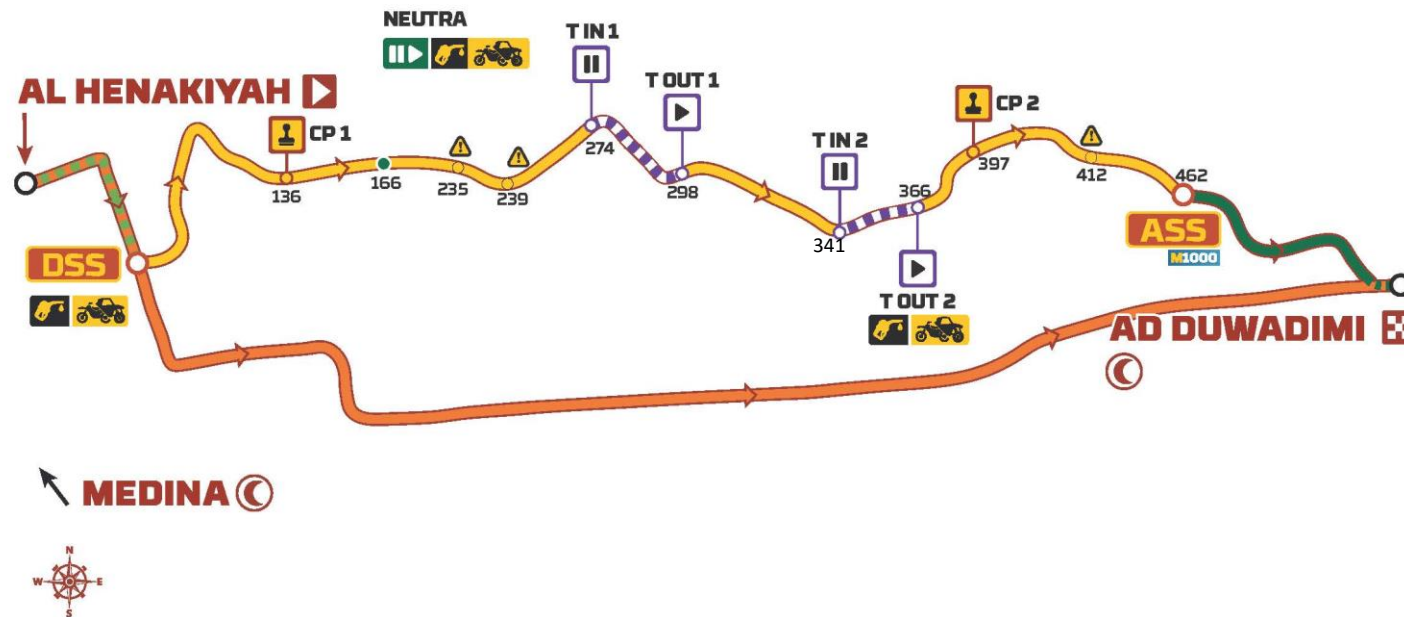 NEUTRA
T IN 1
AL HENAKIYAH
CP 1
T OUT 1
T IN 2
CP 2
136
166
235
239
274
298
341
366
397
412
462
DSS
ASS
M1000
T OUT 2
AD DUWADIMI
MEDINA
N
W
E
S